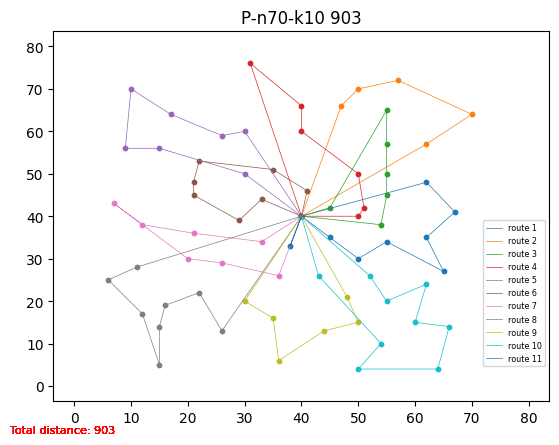 P-n70-k10 903
80
70
60
50
40
30
20
10
0
route 1
route 2
route 3
route 4
route 5
route 6
route 7
route 8
route 9
route 10
route 11
0 10 20 30 40 50 60 70 80
Total distance: 903